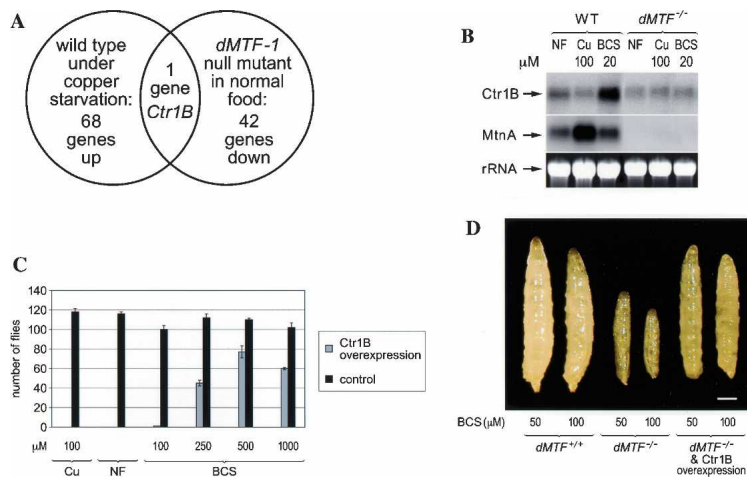 A
wild type
under
copper
starvation:
68
genes
up
1
gene
Ctr1B
dMTF-1
null mutant
in normal
food:
42
genes
down
B
WT dMTF-/-
NF Cu BCS NF Cu BCS
μM 100 20 100 20
Ctr1B
MtnA
rRNA
C
number of flies
140
120
100
80
60
40
20
0
Ctr1B
overexpression
control
μM 100 100 250 500 1000
Cu NF BCS
D
BCS(μM) 50 100 50 100 50 100
dMTF+/+ dMTF-/- dMTF-/-
& Ctr1B
overexpression